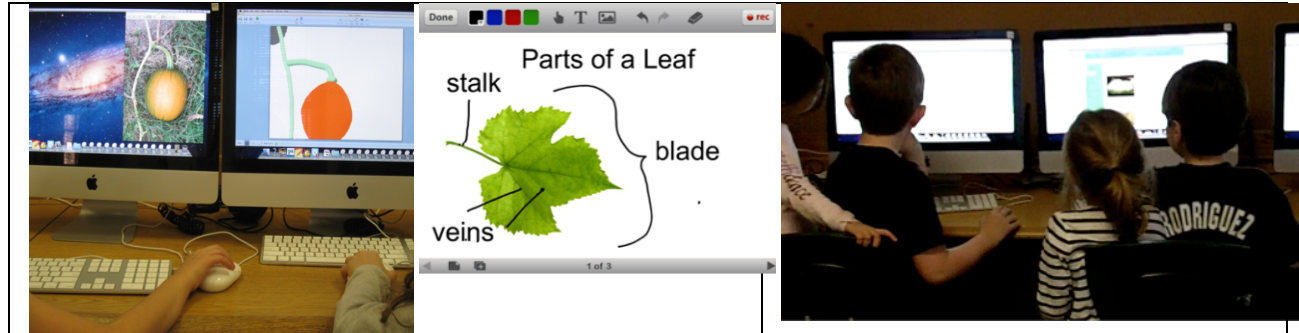 Done
T
rec
Parts of a Leaf
stalk
blade
veins
1 of 3
RODRIGUEZ